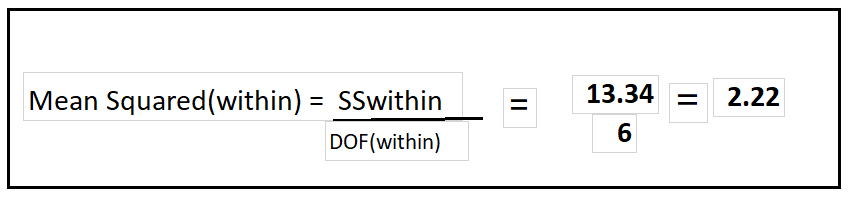 Mean Squared(within) = SSwithin = 13.34 = 2.22
DOF(within) 6